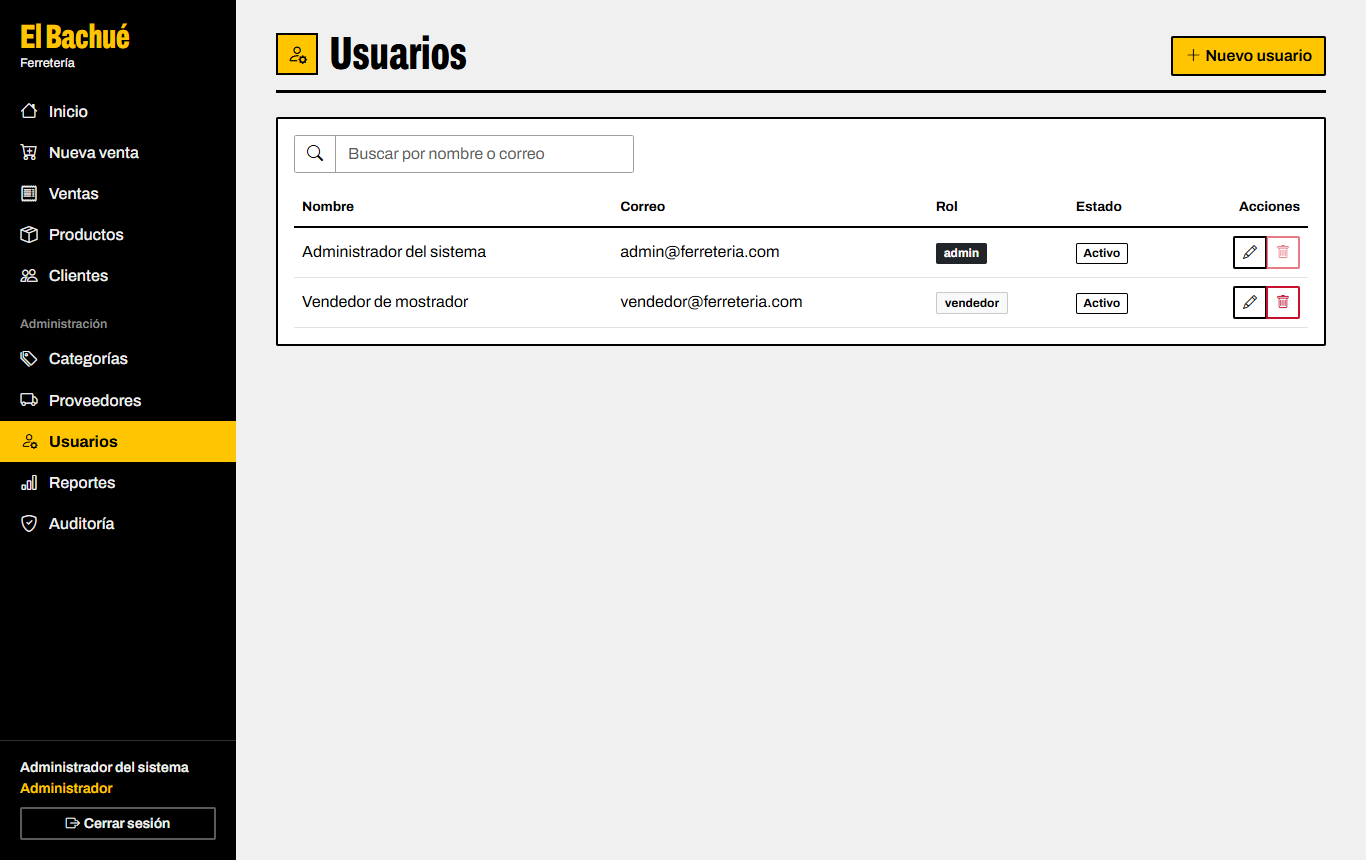 El Bachué
Ferretería
Inicio
Nueva venta
Ventas
Productos
Clientes
Administración
Categorías
Proveedores
Usuarios
Reportes
Auditoría
Administrador del sistema
Administrador
Cerrar sesión
Usuarios
Nuevo usuario
Buscar por nombre o correo
Nombre Correo Rol Estado Acciones
Administrador del sistema admin@ferreteria.com admin Activo
Vendedor de mostrador vendedor@ferreteria.com vendedor Activo